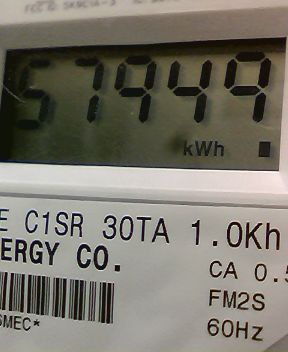 57949
kWh
E C1SR 30TA 1.0Kh
ERGY CO.
CA 0.5
FM2S
60Hz
SMEC*